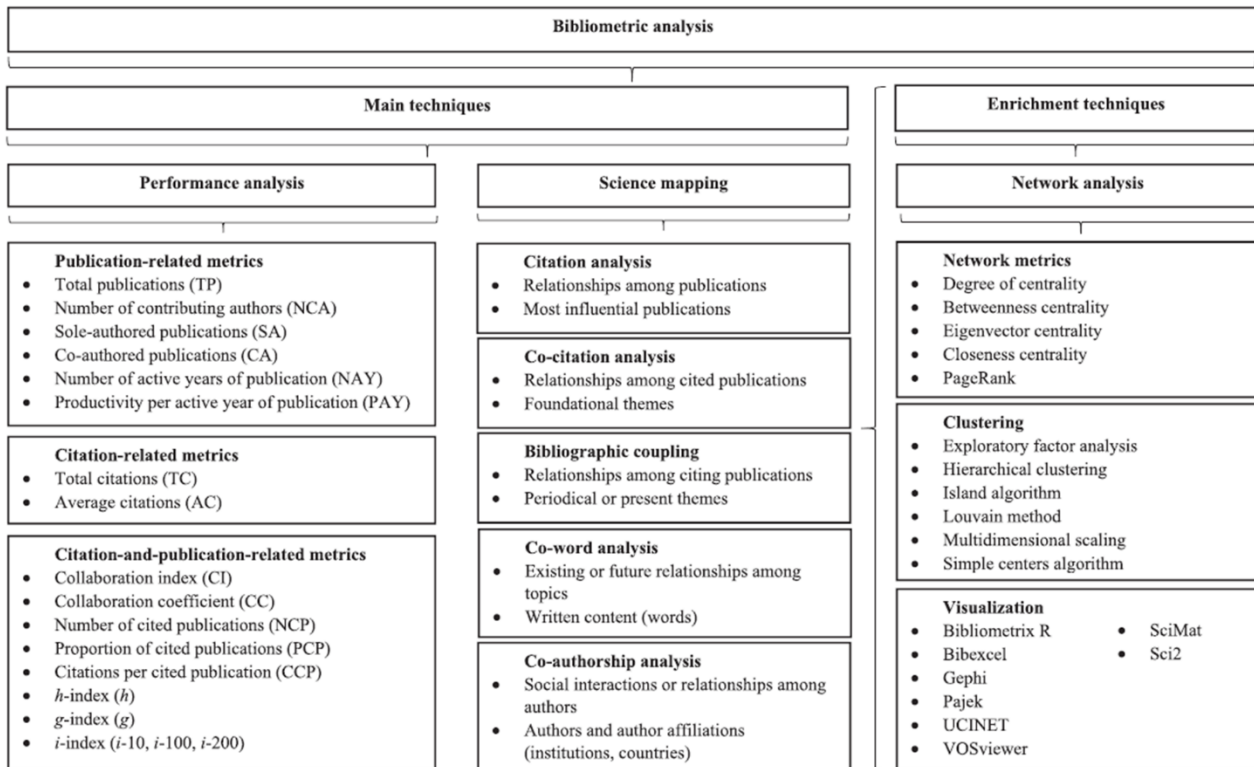 Bibliometric analysis
Main techniques
Enrichment techniques
Performance analysis
Science mapping
Network analysis
Publication-related metrics
• Total publications (TP)
• Number of contributing authors (NCA)
• Sole-authored publications (SA)
• Co-authored publications (CA)
• Number of active years of publication (NAY)
• Productivity per active year of publication (PAY)
Citation-related metrics
• Total citations (TC)
• Average citations (AC)
Citation-and-publication-related metrics
• Collaboration index (CI)
• Collaboration coefficient (CC)
• Number of cited publications (NCP)
• Proportion of cited publications (PCP)
• Citations per cited publication (CCP)
• h-index (h)
• g-index (g)
• i-index (i-10, i-100, i-200)
Citation analysis
• Relationships among publications
• Most influential publications
Co-citation analysis
• Relationships among cited publications
• Foundational themes
Bibliographic coupling
• Relationships among citing publications
• Periodical or present themes
Co-word analysis
• Existing or future relationships among
topics
• Written content (words)
Co-authorship analysis
• Social interactions or relationships among
authors
• Authors and author affiliations
(institutions, countries)
Network metrics
• Degree of centrality
• Betweenness centrality
• Eigenvector centrality
• Closeness centrality
• PageRank
Clustering
• Exploratory factor analysis
• Hierarchical clustering
• Island algorithm
• Louvain method
• Multidimensional scaling
• Simple centers algorithm
Visualization
• Bibliometrix R
• Bibexcel
• Gephi
• Pajek
• UCINET
• VOSviewer
• SciMat
• Sci2